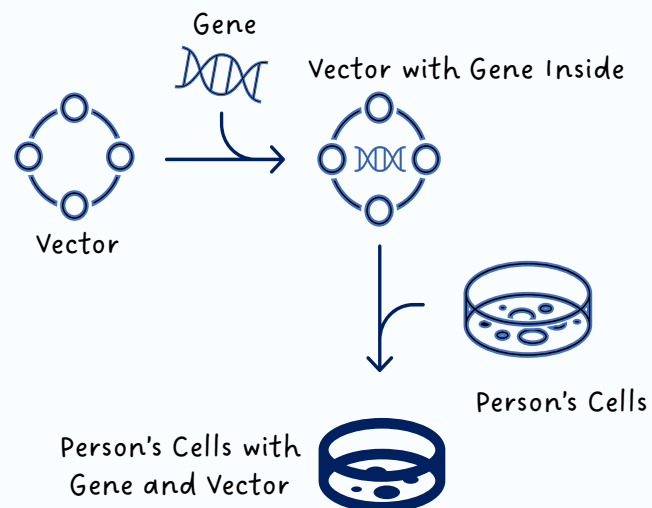 Gene
Vector with Gene Inside
Vector
Person's Cells
Person's Cells with
Gene and Vector